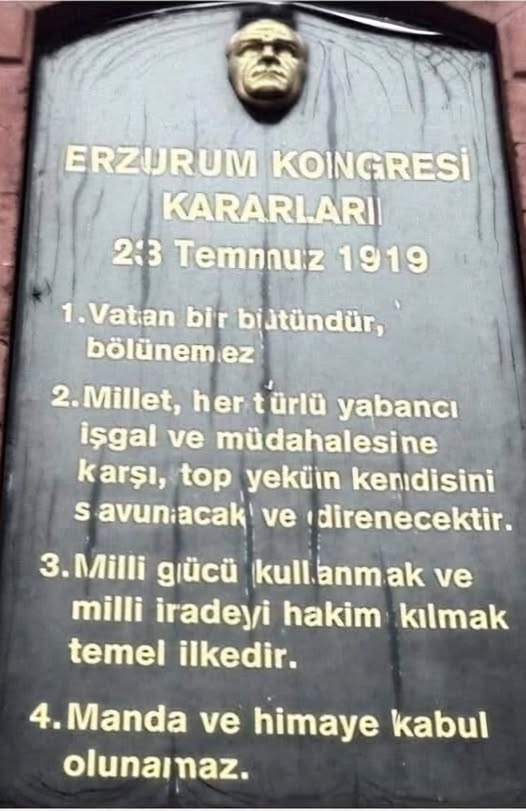 ERZURUM KONGRESİ
KARARLARI
23 Temmuz 1919
1.Vatan bir bütündür,
bölünemez
2.Millet, her türlü yabancı
işgal ve müdahalesine
karşı, top yekün kendisini
savunacak ve direnecektir.
3.Milli gücü kullanmak ve
milli iradeyi hakim kılmak
temel ilkedir.
4.Manda ve himaye kabul
olunamaz.